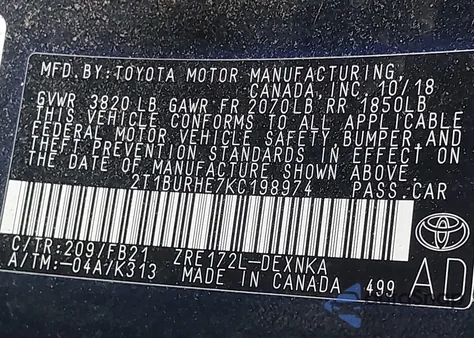 MFD.BY:TOYOTA MOTOR MANUFACTURING,
CANADA, INC. 10/18
GVWR 3820 LB GAWR FR 2070LB RR 1850LB
THIS VEHICLE CONFORMS TO ALL APPLICABLE
FEDERAL MOTOR VEHICLE SAFETY, BUMPER,AND
THEFT PREVENTION STANDARDS IN EFFECT ON
THE DATE OF MANUFACTURE SHOWN ABOVE.
2T1BURHE7KC198974 PASS.CAR
C/TR:209/FB21 ZRE172L-DEXNKA
A/TM:-04A/K313 MADE IN CANADA 499 AD